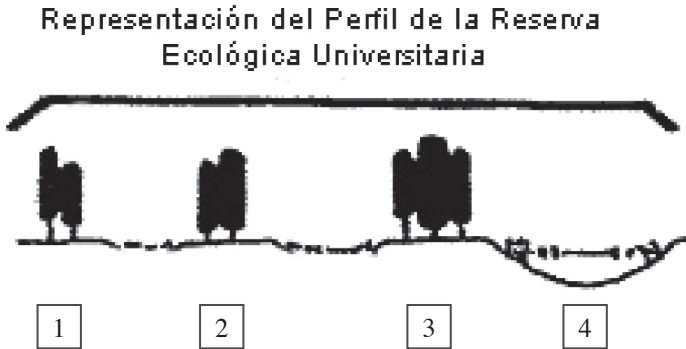 Representación del Perfil de la Reserva
Ecológica Universitaria
1 2 3 4